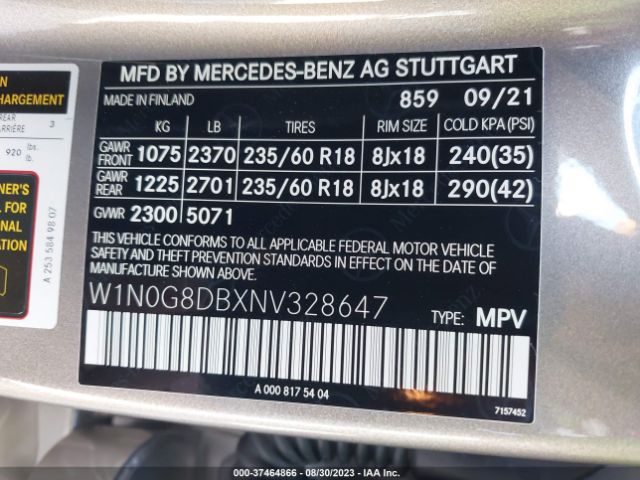 MFD BY MERCEDES-BENZ AG STUTTGART
MADE IN FINLAND 859 09/21
KG LB TIRES RIM SIZE COLD KPA(PSI)
GAWR FRONT 1075 2370 235/60 R18 8Jx18 240(35)
GAWR REAR 1225 2701 235/60 R18 8Jx18 290(42)
GVWR 2300 5071
THIS VEHICLE CONFORMS TO ALL APPLICABLE FEDERAL MOTOR VEHICLE
SAFETY AND THEFT PREVENTION STANDARDS IN EFFECT ON THE DATE OF
MANUFACTURE SHOWN ABOVE.
W1N0G8DBXNV328647 TYPE: MPV
A 000 817 54 04
7157452
REAR
3
920 lbs.
A 253 584 98 07
000-37464866 - 08/30/2023 - IAA Inc.